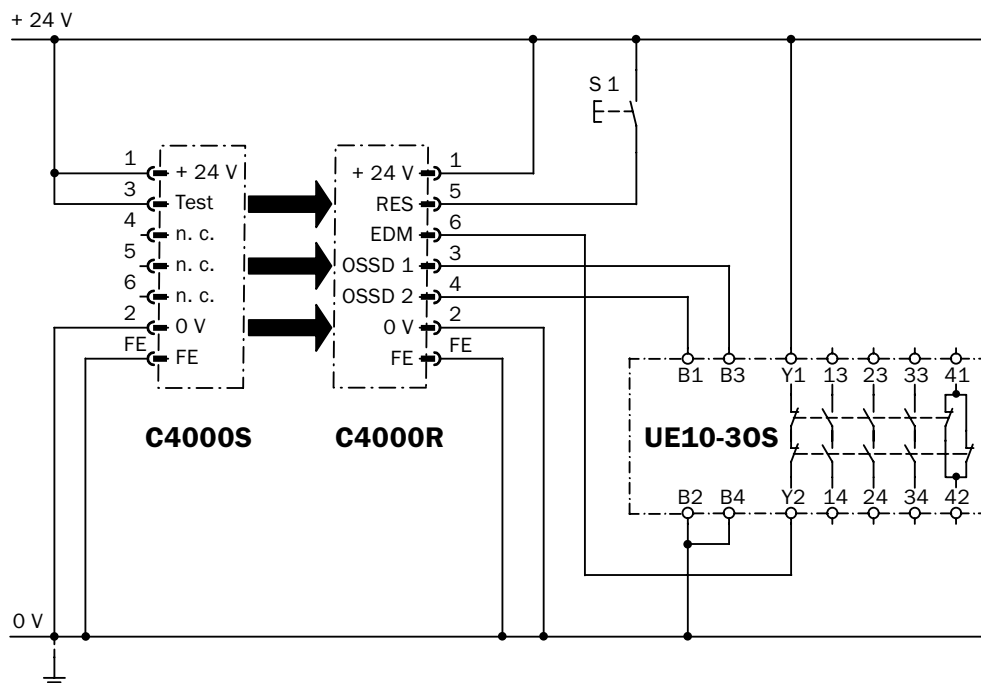 + 24 V
S 1
1 + 24 V
3 Test
4 n. c.
5 n. c.
6 n. c.
2 0 V
FE FE
+ 24 V 1
RES 5
EDM 6
OSSD 1 3
OSSD 2 4
0 V 2
FE FE
C4000S
C4000R
B1 B3 Y1 13 23 33 41
UE10-3OS
B2 B4 Y2 14 24 34 42
0 V